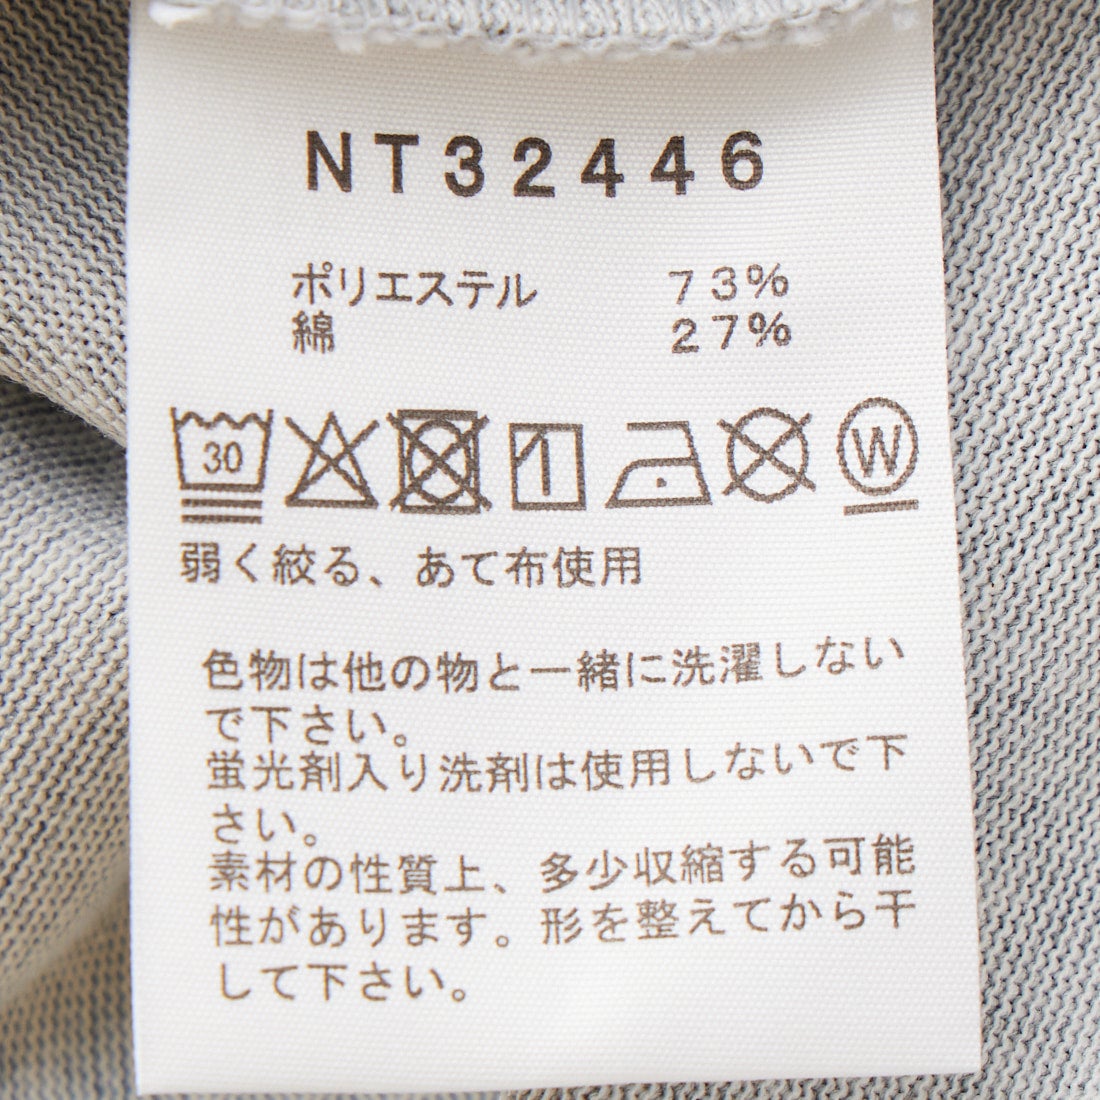 NT32446
ポリエステル 73%
綿 27%
30
W
弱く絞る、あて布使用
色物は他の物と一緒に洗濯しない
で下さい。
蛍光剤入り洗剤は使用しないで下
さい。
素材の性質上、多少収縮する可能
性があります。形を整えてから干
して下さい。